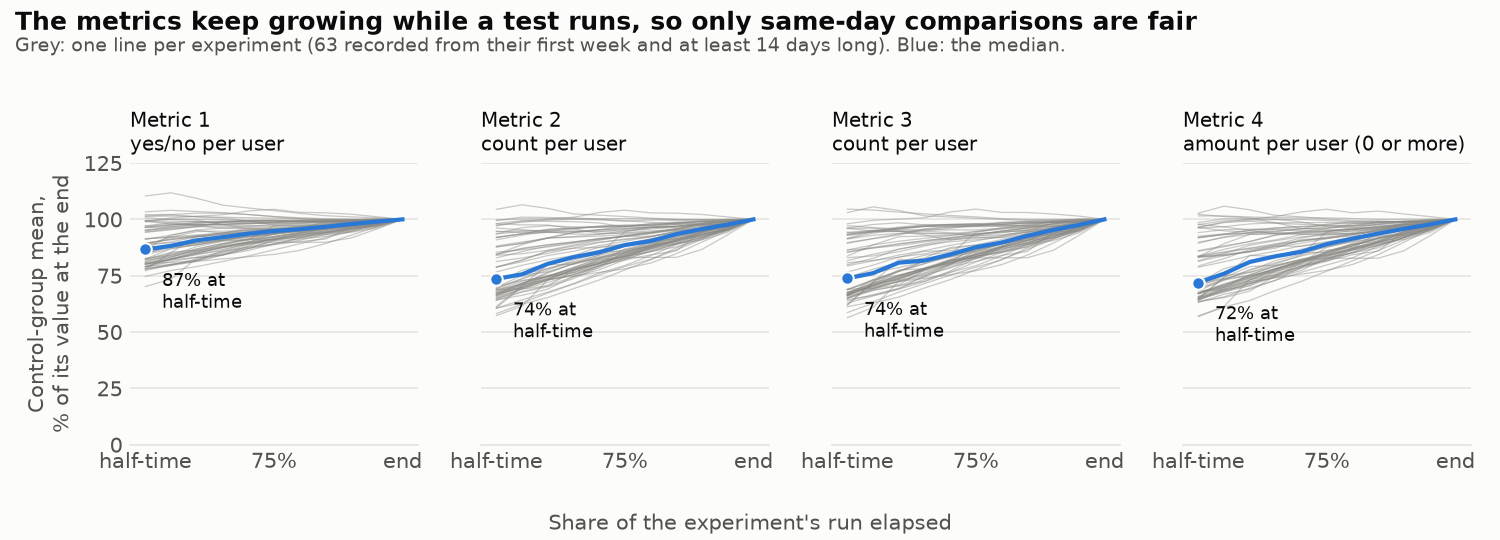 The metrics keep growing while a test runs, so only same-day comparisons are fair
Grey: one line per experiment (63 recorded from their first week and at least 14 days long). Blue: the median.
Metric 1
yes/no per user
Metric 2
count per user
Metric 3
count per user
Metric 4
amount per user (0 or more)
Control-group mean,
% of its value at the end
125
100
75
50
25
0
87% at
half-time
74% at
half-time
74% at
half-time
72% at
half-time
half-time 75% end
half-time 75% end
half-time 75% end
half-time 75% end
Share of the experiment's run elapsed